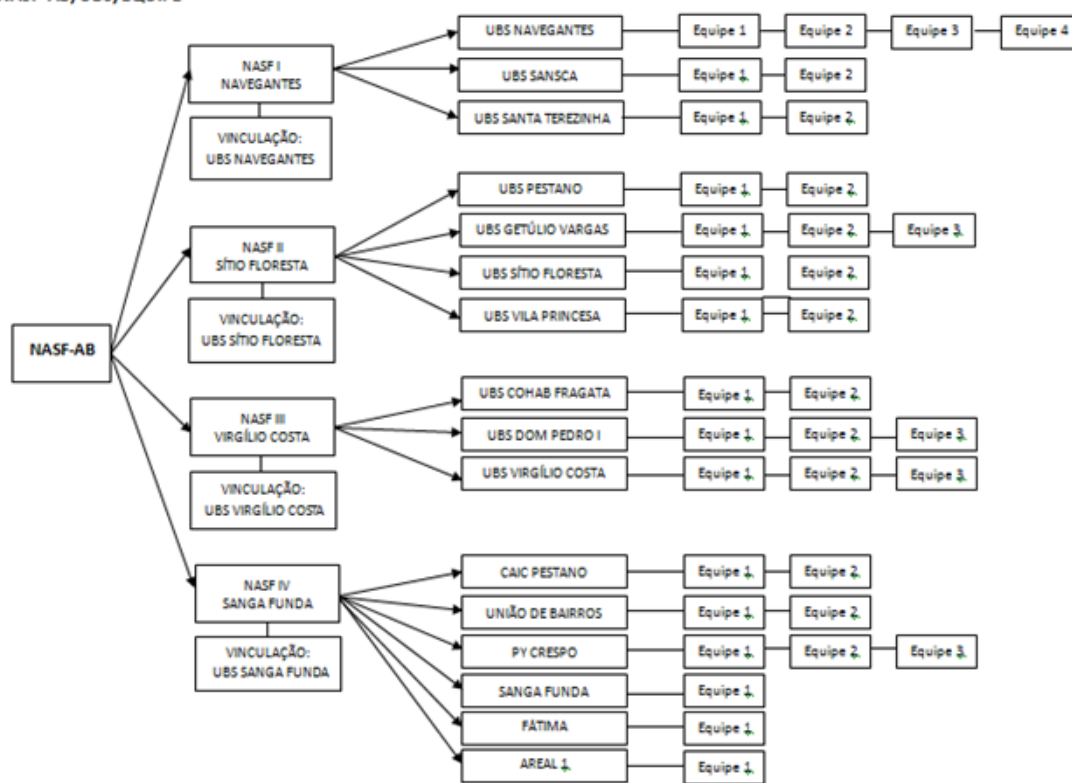 UBS NAVEGANTES Equipe 1 Equipe 2 Equipe 3 Equipe 4
NASF I
NAVEGANTES
UBS SANSCA Equipe 1 Equipe 2
UBS SANTA TEREZINHA Equipe 1 Equipe 2
VINCULAÇÃO:
UBS NAVEGANTES
UBS PESTANO Equipe 1 Equipe 2
UBS GETÚLIO VARGAS Equipe 1 Equipe 2 Equipe 3
NASF II
SÍTIO FLORESTA
UBS SÍTIO FLORESTA Equipe 1 Equipe 2
UBS VILA PRINCESA Equipe 1 Equipe 2
VINCULAÇÃO:
UBS SÍTIO FLORESTA
NASF-AB
UBS COHAB FRAGATA Equipe 1 Equipe 2
NASF III
VIRGÍLIO COSTA
UBS DOM PEDRO I Equipe 1 Equipe 2 Equipe 3
UBS VIRGÍLIO COSTA Equipe 1 Equipe 2 Equipe 3
VINCULAÇÃO:
UBS VIRGÍLIO COSTA
CAIC PESTANO Equipe 1 Equipe 2
NASF IV
SANGA FUNDA
UNIÃO DE BAIRROS Equipe 1 Equipe 2
PY CRESPO Equipe 1 Equipe 2 Equipe 3
VINCULAÇÃO:
UBS SANGA FUNDA
SANGA FUNDA Equipe 1
FÁTIMA Equipe 1
AREAL 1 Equipe 1